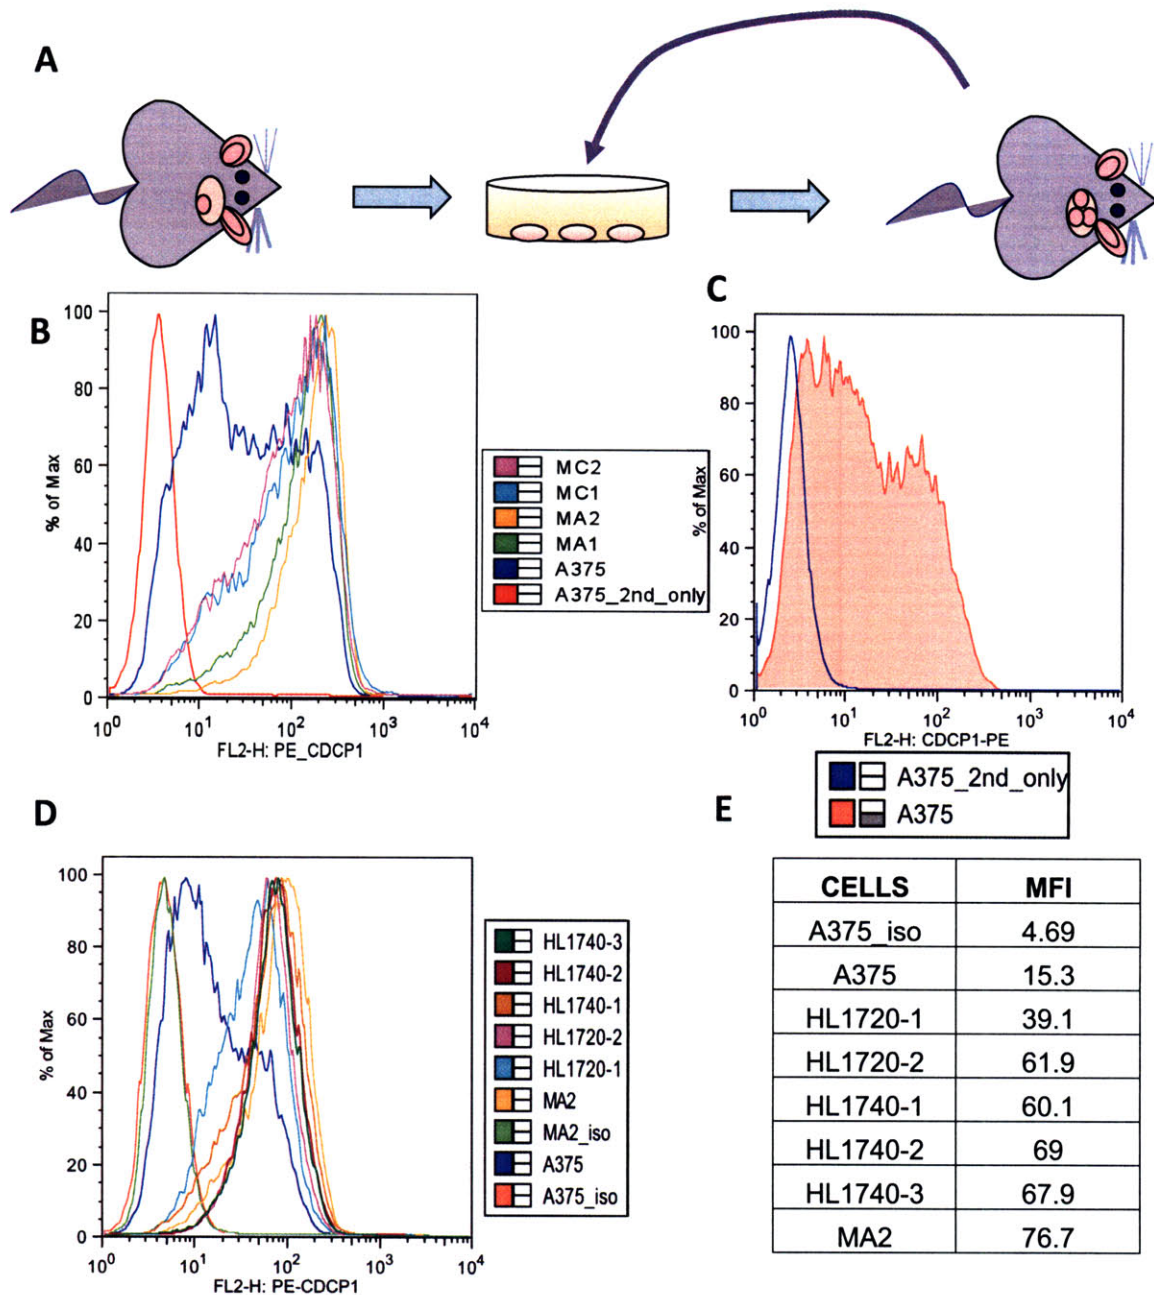 A
B
% of Max
100
80
60
40
20
0
10^0
10^1
10^2
10^3
10^4
FL2-H: PE_CDCP1
MC2
MC1
MA2
MA1
A375
A375_2nd_only
C
% of Max
100
80
60
40
20
0
10^0
10^1
10^2
10^3
10^4
FL2-H: CDCP1-PE
A375_2nd_only
A375
D
% of Max
100
80
60
40
20
0
10^0
10^1
10^2
10^3
10^4
FL2-H: PE-CDCP1
HL1740-3
HL1740-2
HL1740-1
HL1720-2
HL1720-1
MA2
MA2_iso
A375
A375_iso
E
CELLS MFI
A375_iso 4.69
A375 15.3
HL1720-1 39.1
HL1720-2 61.9
HL1740-1 60.1
HL1740-2 69
HL1740-3 67.9
MA2 76.7